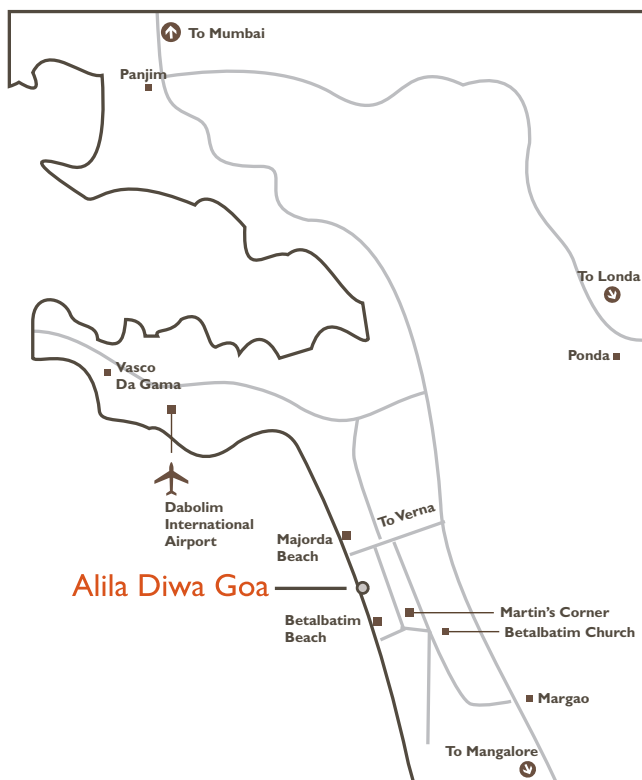 To Mumbai
Panjim
To Londa
Ponda
Vasco
Da Gama
Dabolim
International
Airport
To Verna
Majorda
Beach
Alila Diwa Goa
Betalbatim
Beach
Martin's Corner
Betalbatim Church
Margao
To Mangalore